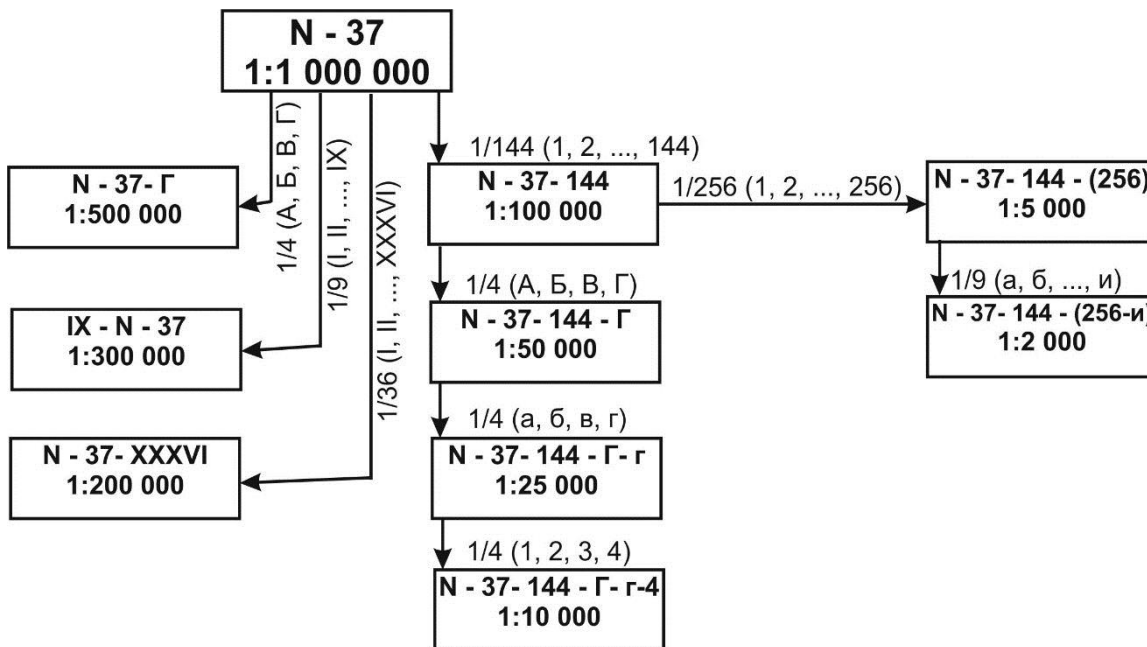 N - 37
1:1 000 000
1/4 (А, Б, В, Г)
1/9 (I, II, ..., IX)
1/36 (I, II, ..., XXXVI)
1/144 (1, 2, ..., 144)
N - 37- Г
1:500 000
N - 37- 144
1:100 000
1/256 (1, 2, ..., 256)
N - 37- 144 - (256)
1:5 000
1/4 (А, Б, В, Г)
1/9 (а, б, ..., и)
IX - N - 37
1:300 000
N - 37- 144 - Г
1:50 000
N - 37- 144 - (256-и)
1:2 000
1/4 (а, б, в, г)
N - 37- XXXVI
1:200 000
N - 37- 144 - Г- г
1:25 000
1/4 (1, 2, 3, 4)
N - 37- 144 - Г- г-4
1:10 000